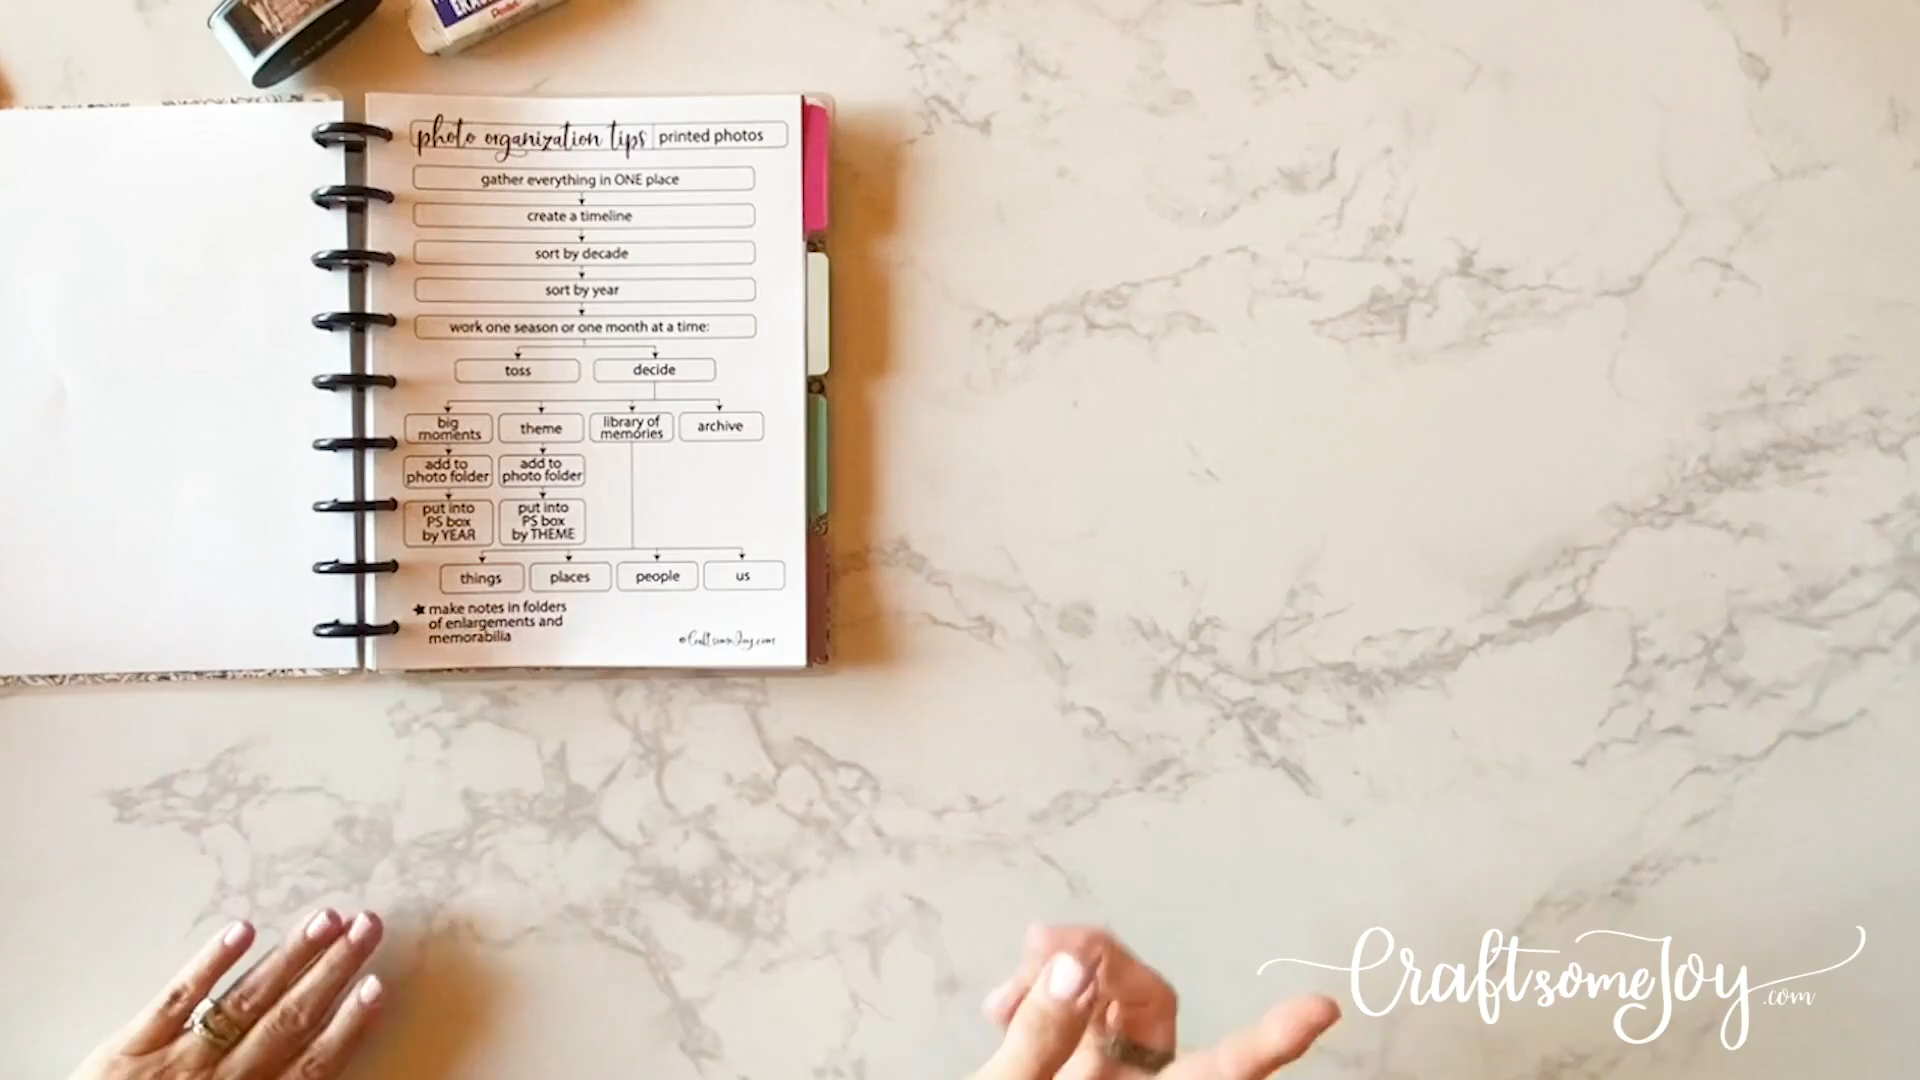 Pentel
photo organization tips printed photos
gather everything in ONE place
create a timeline
sort by decade
sort by year
work one season or one month at a time:
toss decide
big
moments
theme
library of
memories
archive
add to
photo folder
add to
photo folder
put into
PS box
by YEAR
put into
PS box
by THEME
things places people us
★ make notes in folders
of enlargements and
memorabilia
©CraftsomeJoy.com
CraftsomeJoy.com